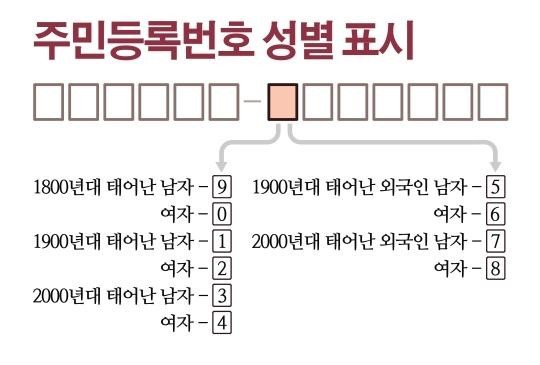 주민등록번호 성별 표시
1800년대 태어난 남자 – 9
여자 – 0
1900년대 태어난 남자 – 1
여자 – 2
2000년대 태어난 남자 – 3
여자 – 4
1900년대 태어난 외국인 남자 – 5
여자 – 6
2000년대 태어난 외국인 남자 – 7
여자 – 8